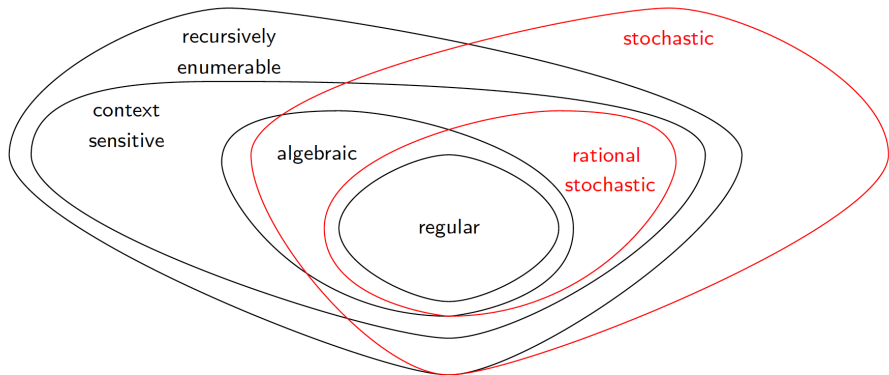 recursively
enumerable
stochastic
context
sensitive
algebraic
rational
stochastic
regular